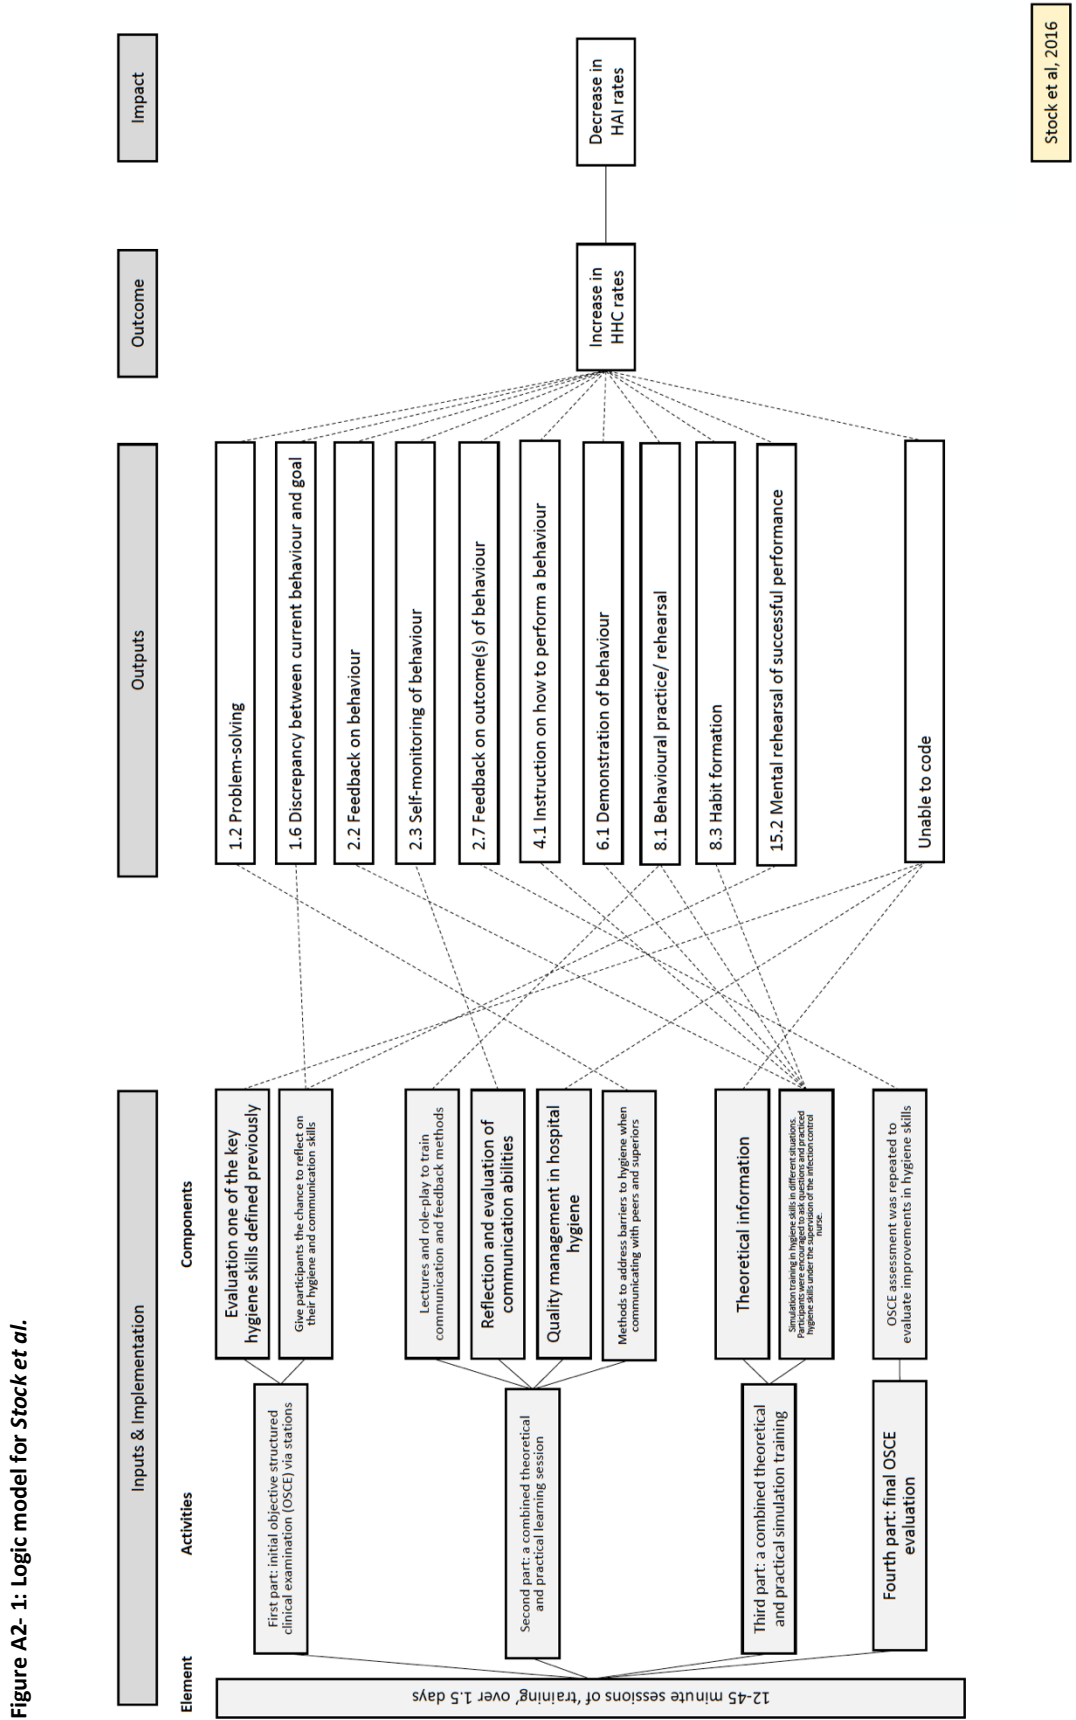 Figure A2- 1: Logic model for Stock et al.
Inputs & Implementation
Outputs
Outcome
Impact
Element
Activities
Components
12-45 minute sessions of 'training' over 1.5 days
First part: initial objective structured
clinical examination (OSCE) via stations
Second part: a combined theoretical
and practical learning session
Third part: a combined theoretical
and practical simulation training
Fourth part: final OSCE
evaluation
Evaluation one of the key
hygiene skills defined previously
Give participants the chance to reflect on
their hygiene and communication skills
Lectures and role-play to train
communication and feedback methods
Reflection and evaluation of
communication abilities
Quality management in hospital
hygiene
Methods to address barriers to hygiene when
communicating with peers and superiors
Theoretical information
Simulation training in hygiene skills in different situations.
Participants were encouraged to ask questions and practiced
hygiene skills under the supervision of the infection control
nurse.
OSCE assessment was repeated to
evaluate improvements in hygiene skills
1.2 Problem-solving
1.6 Discrepancy between current behaviour and goal
2.2 Feedback on behaviour
2.3 Self-monitoring of behaviour
2.7 Feedback on outcome(s) of behaviour
4.1 Instruction on how to perform a behaviour
6.1 Demonstration of behaviour
8.1 Behavioural practice/ rehearsal
8.3 Habit formation
15.2 Mental rehearsal of successful performance
Unable to code
Increase in
HHC rates
Decrease in
HAI rates
Stock et al, 2016